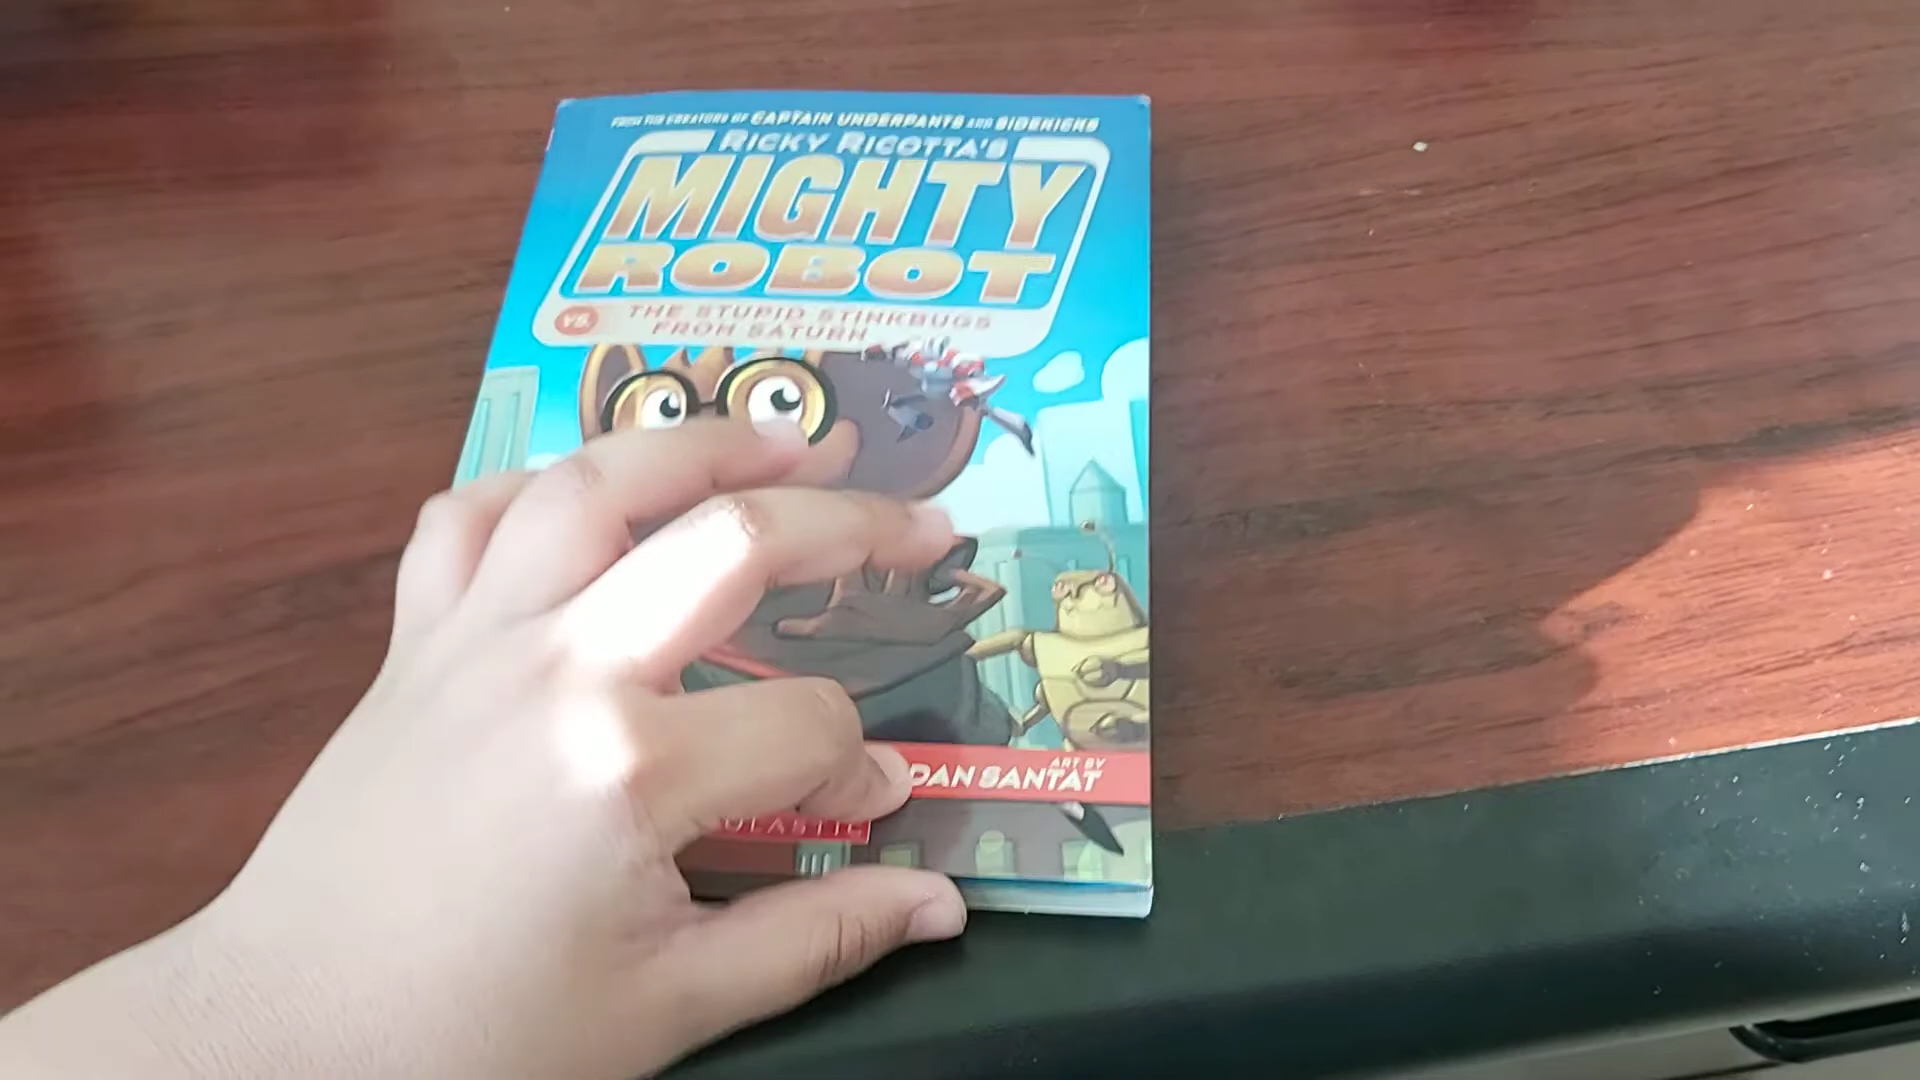 FROM THE CREATORS OF CAPTAIN UNDERPANTS AND SIDEKICKS
RICKY RICOTTA'S
MIGHTY
ROBOT
VS. THE STUPID STINKBUGS
FROM SATURN
ART BY
DAN SANTAT